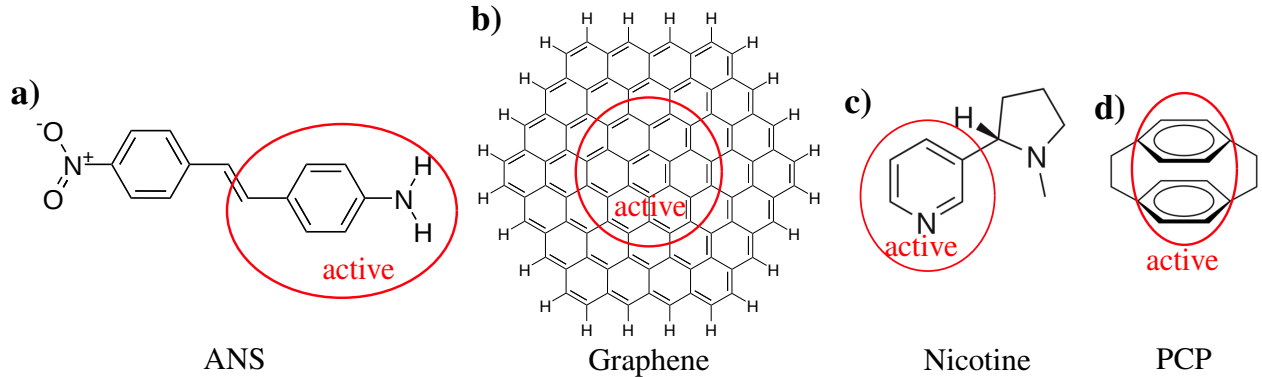 a)
O
-O
N+
H
N
H
active
ANS
b)
H H H H
H H
H H
H H
H H
H H
H H
H H
H H H H
active
Graphene
c)
H
N
N
active
Nicotine
d)
active
PCP